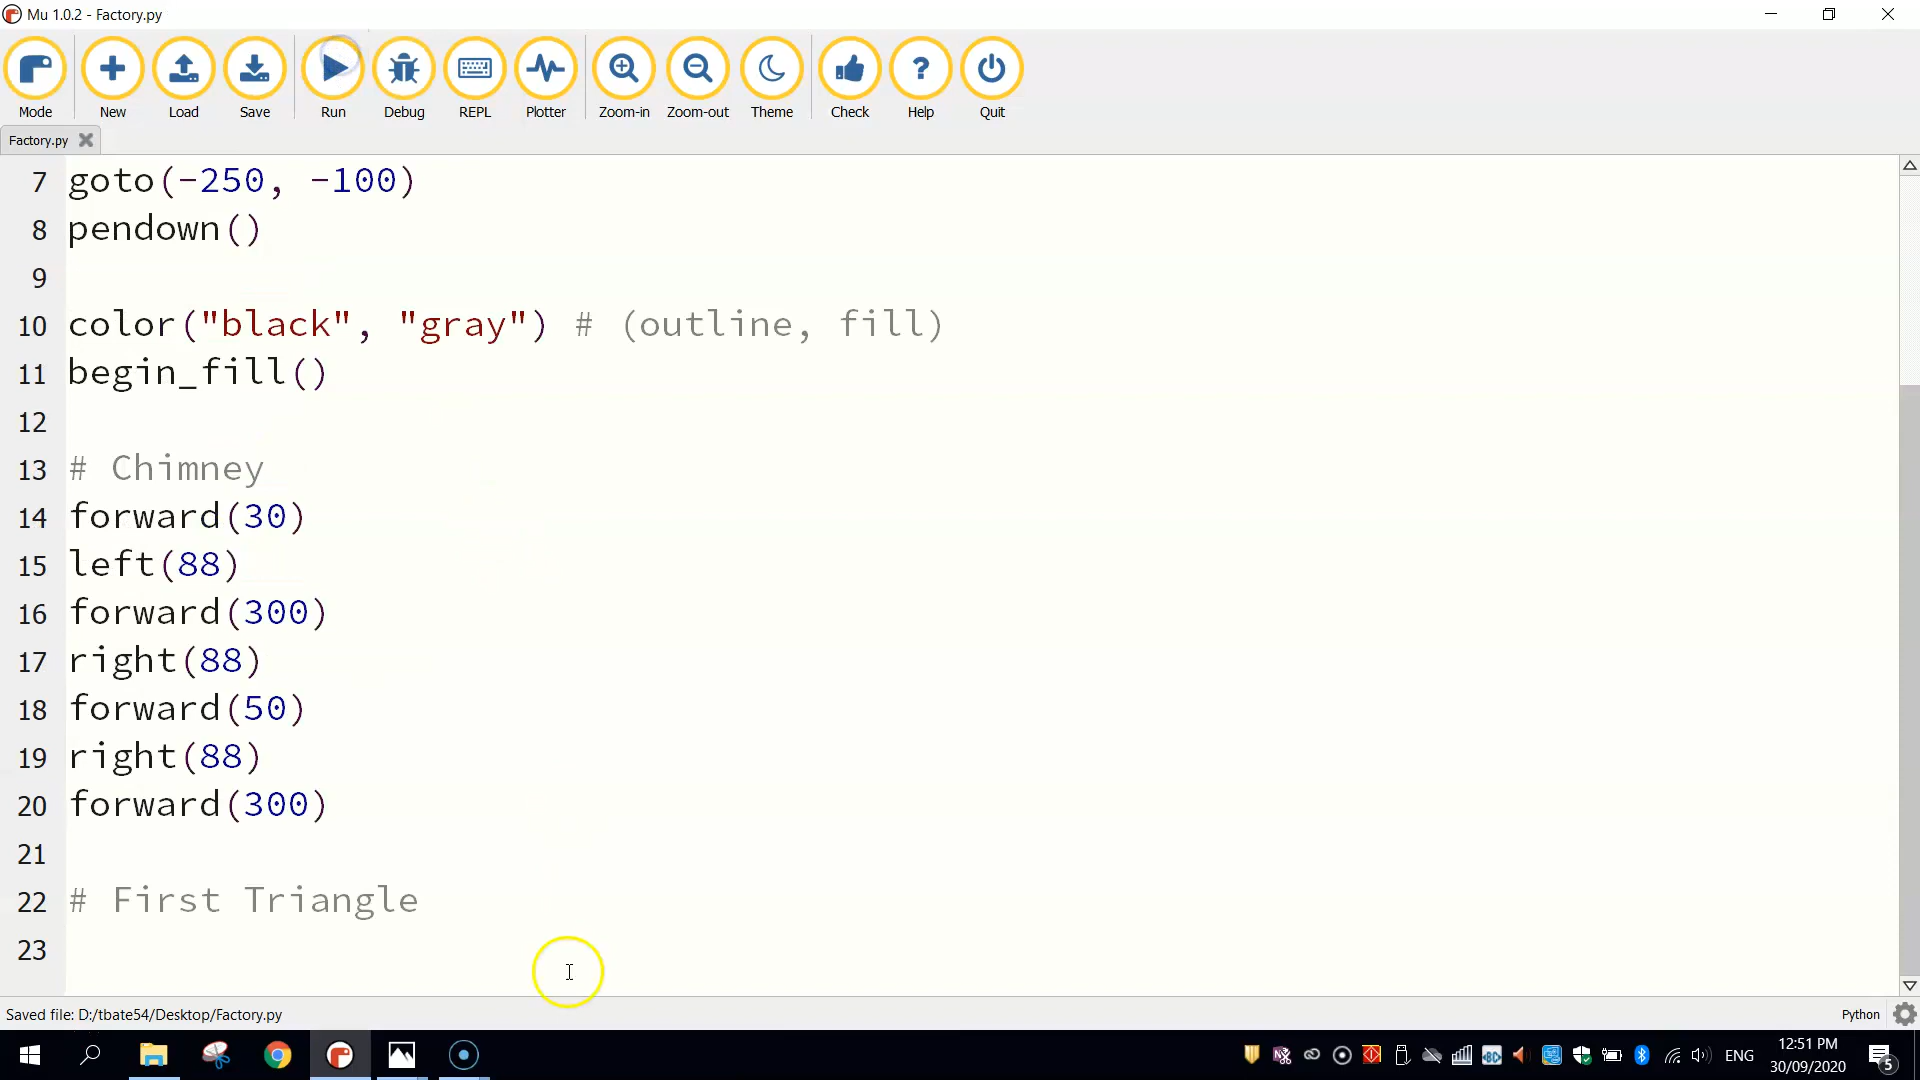 Mu 1.0.2 - Factory.py
Mode New Load Save Run Debug REPL Plotter Zoom-in Zoom-out Theme Check Help Quit
Factory.py
7 goto(-250, -100)
8 pendown()
9
10 color("black", "gray") # (outline, fill)
11 begin_fill()
12
13 # Chimney
14 forward(30)
15 left(88)
16 forward(300)
17 right(88)
18 forward(50)
19 right(88)
20 forward(300)
21
22 # First Triangle
23
Saved file: D:/tbate54/Desktop/Factory.py Python
ENG 12:51 PM
30/09/2020 5